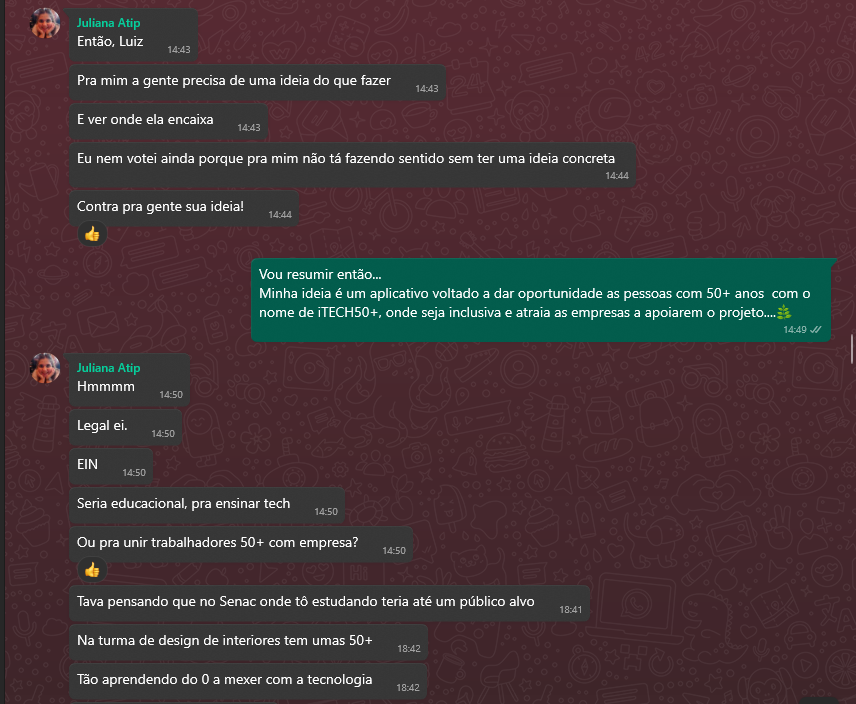 Juliana Atip
Então, Luiz
14:43
Pra mim a gente precisa de uma ideia do que fazer
14:43
E ver onde ela encaixa
14:43
Eu nem votei ainda porque pra mim não tá fazendo sentido sem ter uma ideia concreta
14:44
Contra pra gente sua ideia!
14:44
Vou resumir então...
Minha ideia é um aplicativo voltado a dar oportunidade as pessoas com 50+ anos com o
nome de iTECH50+, onde seja inclusiva e atraia as empresas a apoiarem o projeto....🌿
14:49
Juliana Atip
Hmmmm
14:50
Legal ei.
14:50
EIN
14:50
Seria educacional, pra ensinar tech
14:50
Ou pra unir trabalhadores 50+ com empresa?
14:50
Tava pensando que no Senac onde tô estudando teria até um público alvo
18:41
Na turma de design de interiores tem umas 50+
18:42
Tão aprendendo do 0 a mexer com a tecnologia
18:42